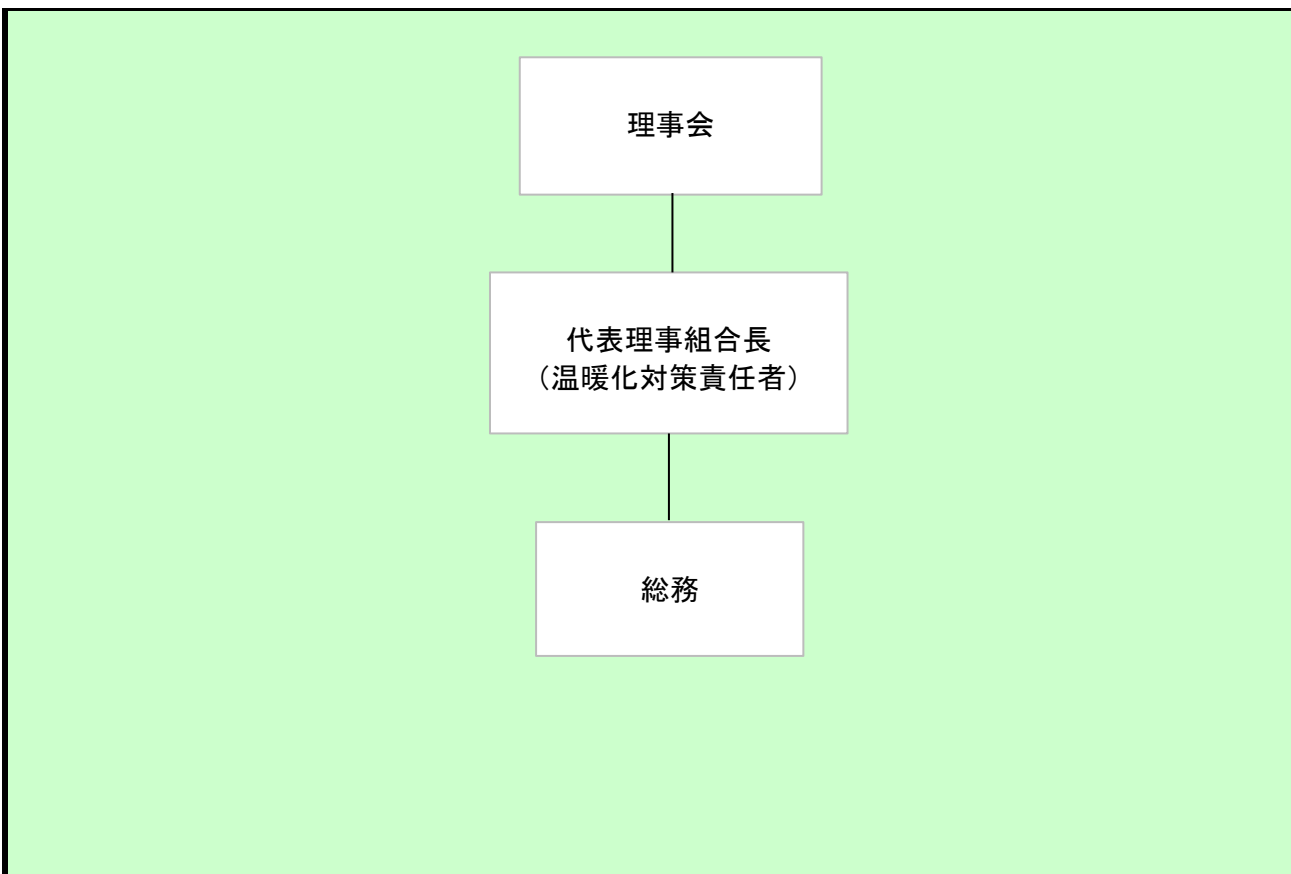 理事会
代表理事組合長
（温暖化対策責任者）
総務